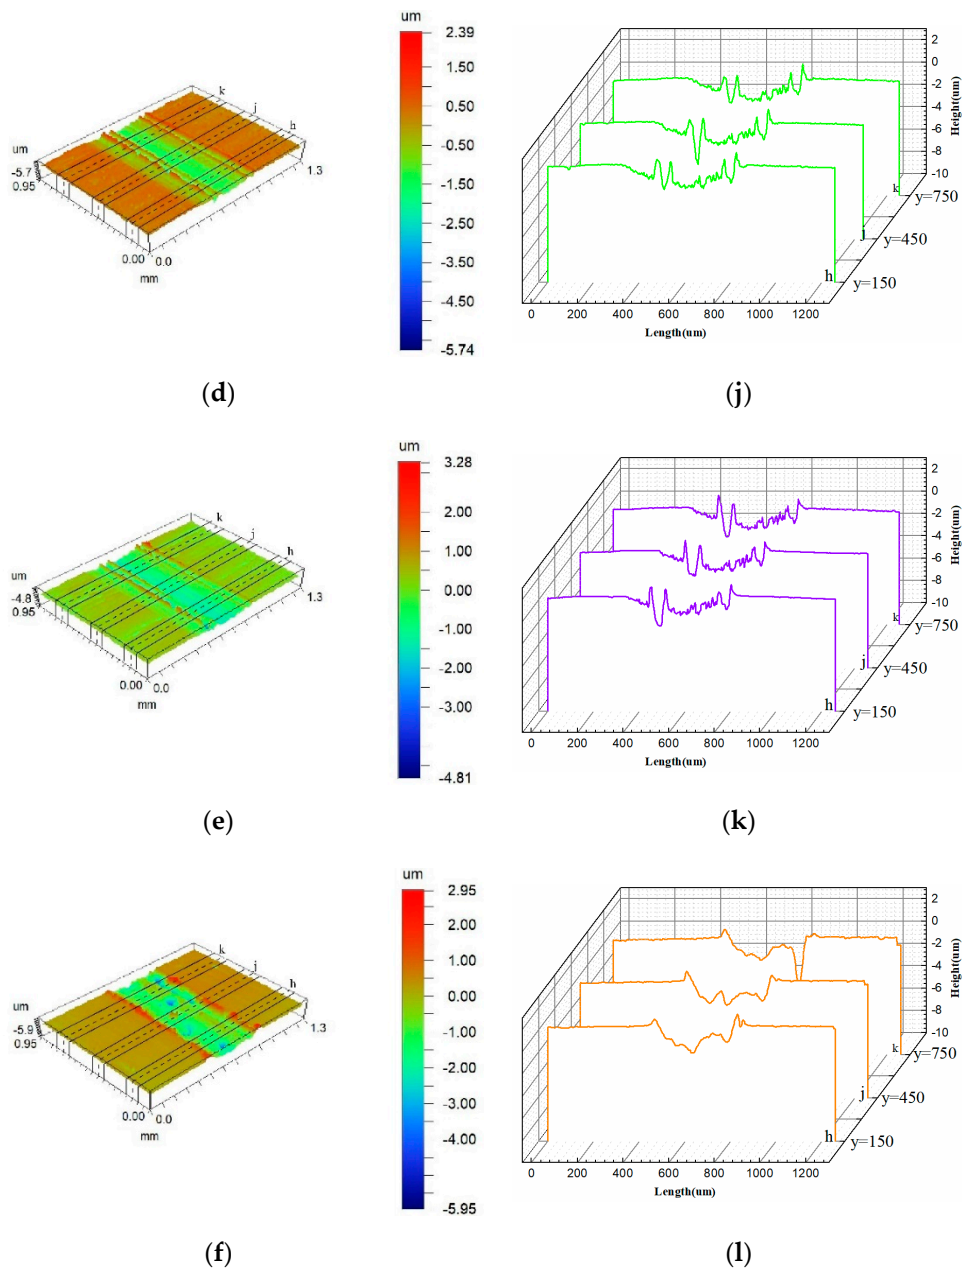 um
2.39
1.50
0.50
-0.50
-1.50
-2.50
-3.50
-4.50
-5.74
k
j
h
um
-5.7
0.95
1.3
0.00
0.0
mm
(d)
2
0
-2
-4
-6
-8
-10
Height(um)
k
y=750
j
y=450
h
y=150
0 200 400 600 800 1000 1200
Length(um)
(j)
um
3.28
2.00
1.00
0.00
-1.00
-2.00
-3.00
-4.81
k
j
h
um
-4.8
0.95
1.3
0.00
0.0
mm
(e)
2
0
-2
-4
-6
-8
-10
Height(um)
k
y=750
j
y=450
h
y=150
0 200 400 600 800 1000 1200
Length(um)
(k)
um
2.95
2.00
1.00
0.00
-1.00
-2.00
-3.00
-4.00
-5.95
k
j
h
um
-5.9
0.95
1.3
0.00
0.0
mm
(f)
2
0
-2
-4
-6
-8
-10
Height(um)
k
y=750
j
y=450
h
y=150
0 200 400 600 800 1000 1200
Length(um)
(l)